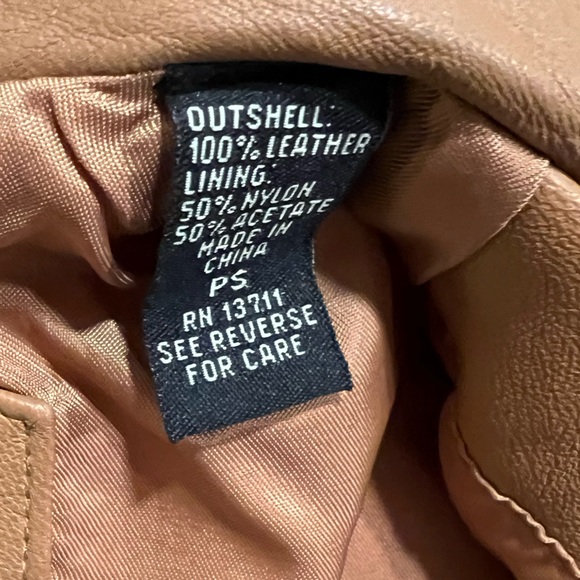 OUTSHELL:
100% LEATHER
LINING:
50% NYLON
50% ACETATE
MADE IN
CHINA
PS
RN 13711
SEE REVERSE
FOR CARE